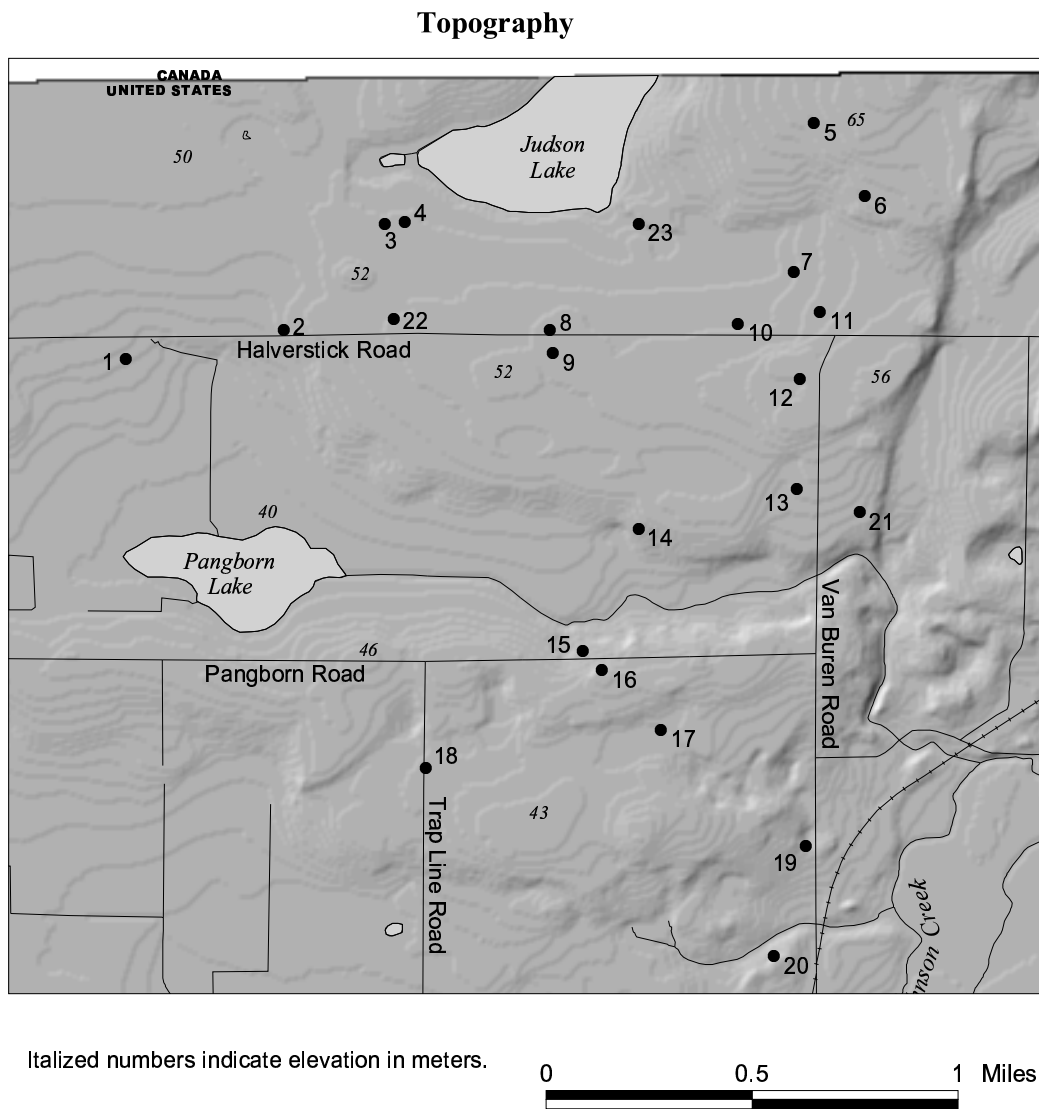 Topography
CANADA
UNITED STATES
50
Judson
Lake
5
65
6
4
3
23
52
7
2
22
8
10
11
Halverstick Road
9
1
52
12
56
13
21
14
40
Pangborn
Lake
Van Buren Road
15
46
Pangborn Road
16
17
18
Trap Line Road
43
19
nson Creek
20
Italized numbers indicate elevation in meters.
0 0.5 1 Miles